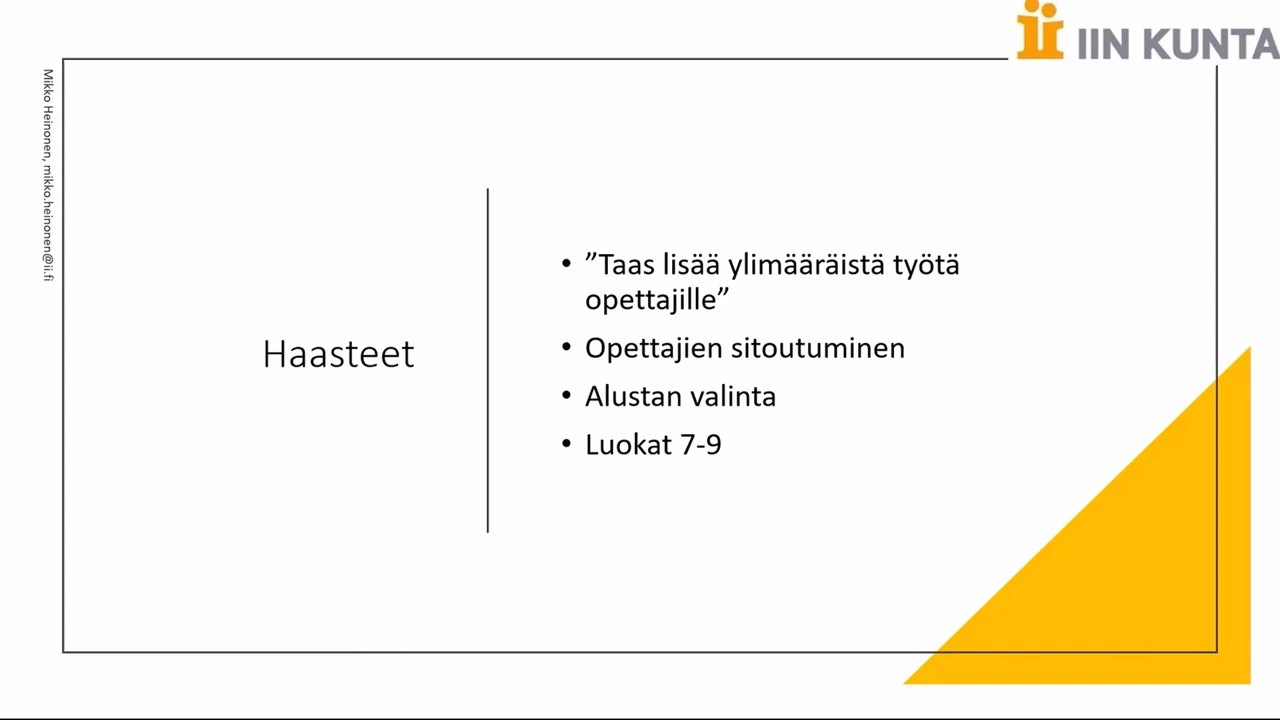 IIN KUNTA
Mikko Heinonen, mikko.heinonen@ii.fi
Haasteet
• ”Taas lisää ylimääräistä työtä
opettajille”
• Opettajien sitoutuminen
• Alustan valinta
• Luokat 7-9